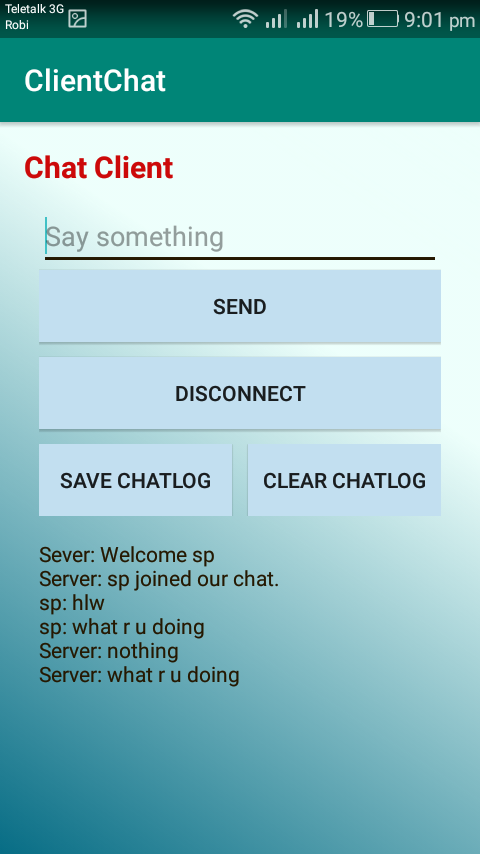 Teletalk 3G
Robi
19% 9:01 pm
ClientChat
Chat Client
Say something
SEND
DISCONNECT
SAVE CHATLOG CLEAR CHATLOG
Sever: Welcome sp
Server: sp joined our chat.
sp: hlw
sp: what r u doing
Server: nothing
Server: what r u doing